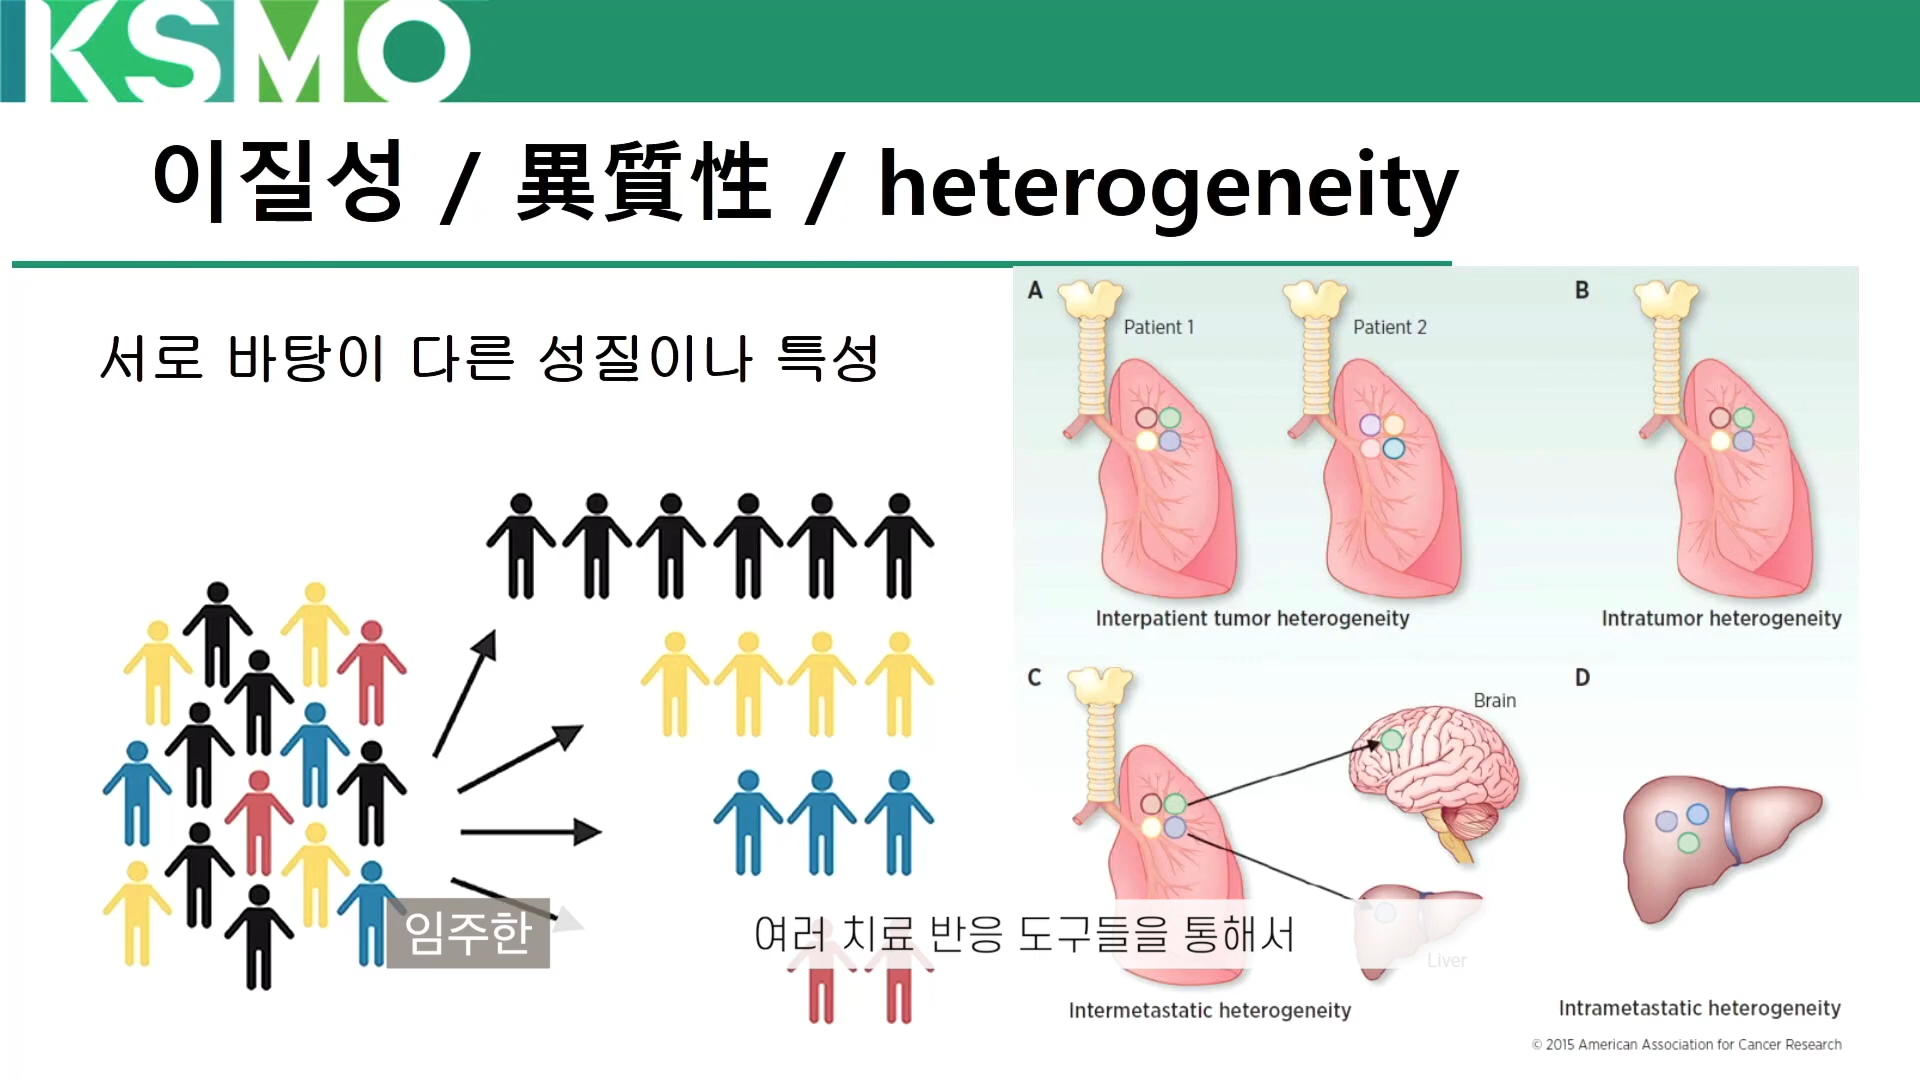 KSMO
이질성 / 異質性 / heterogeneity
서로 바탕이 다른 성질이나 특성
A
Patient 1
Patient 2
Interpatient tumor heterogeneity
B
Intratumor heterogeneity
C
Brain
Liver
Intermetastatic heterogeneity
D
Intrametastatic heterogeneity
© 2015 American Association for Cancer Research
임주한
여러 치료 반응 도구들을 통해서